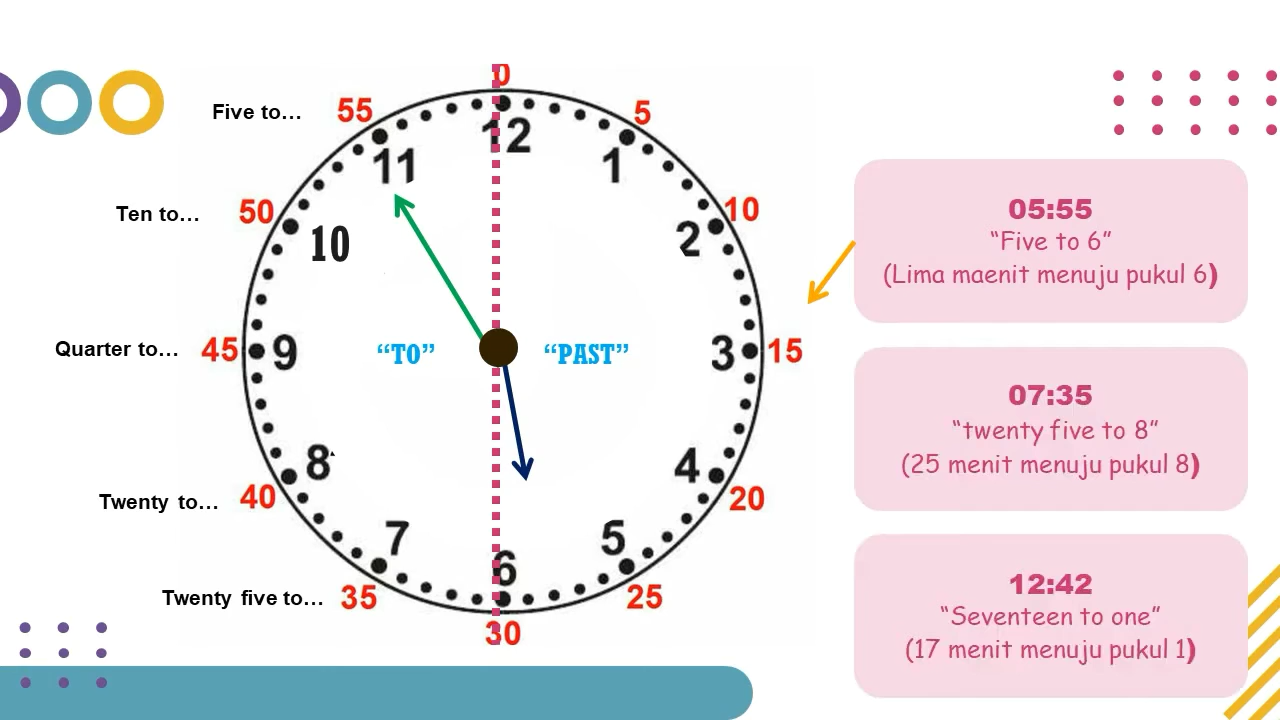 0
Five to...
55
5
12
11
1
Ten to...
50
10
10
2
05:55
“Five to 6”
(Lima maenit menuju pukul 6)
Quarter to...
45
9
“TO”
“PAST”
3
15
07:35
“twenty five to 8”
(25 menit menuju pukul 8)
8
4
Twenty to...
40
20
7
5
6
Twenty five to...
35
25
30
12:42
“Seventeen to one”
(17 menit menuju pukul 1)